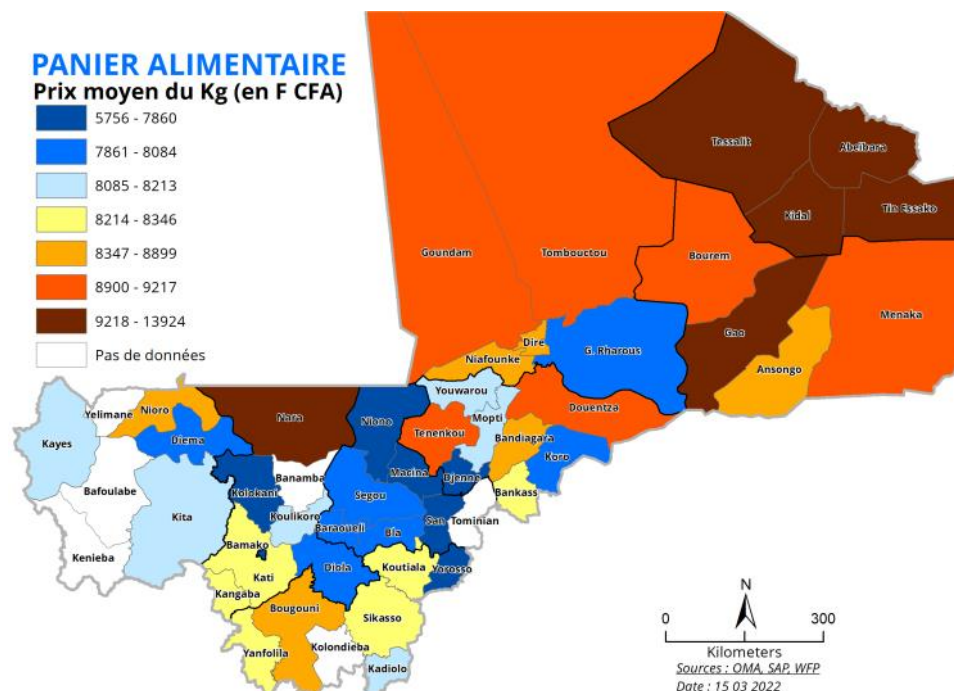 PANIER ALIMENTAIRE
Prix moyen du Kg (en F CFA)
5756 - 7860
7861 - 8084
8085 - 8213
8214 - 8346
8347 - 8899
8900 - 9217
9218 - 13924
Pas de données
Tessalit
Abeibara
Kidal
Tin Essako
Goundam
Tombouctou
Bourem
Menaka
Gao
Ansongo
G. Rharous
Dire
Niafounke
Youwarou
Mopti
Douentza
Tenenkou
Bandiagara
Koro
Bankass
Djenne
Niono
Macina
Nara
Nioro
Yelimane
Diema
Kayes
Bafoulabe
Kita
Kenieba
Kolokani
Banamba
Koulikoro
Segou
Baraoueli
Bla
San
Tominian
Yorosso
Koutiala
Diola
Bamako
Kati
Kangaba
Bougouni
Sikasso
Yanfolila
Kolondieba
Kadiolo
N
0 300
Kilometers
Sources : OMA, SAP, WFP
Date : 15 03 2022